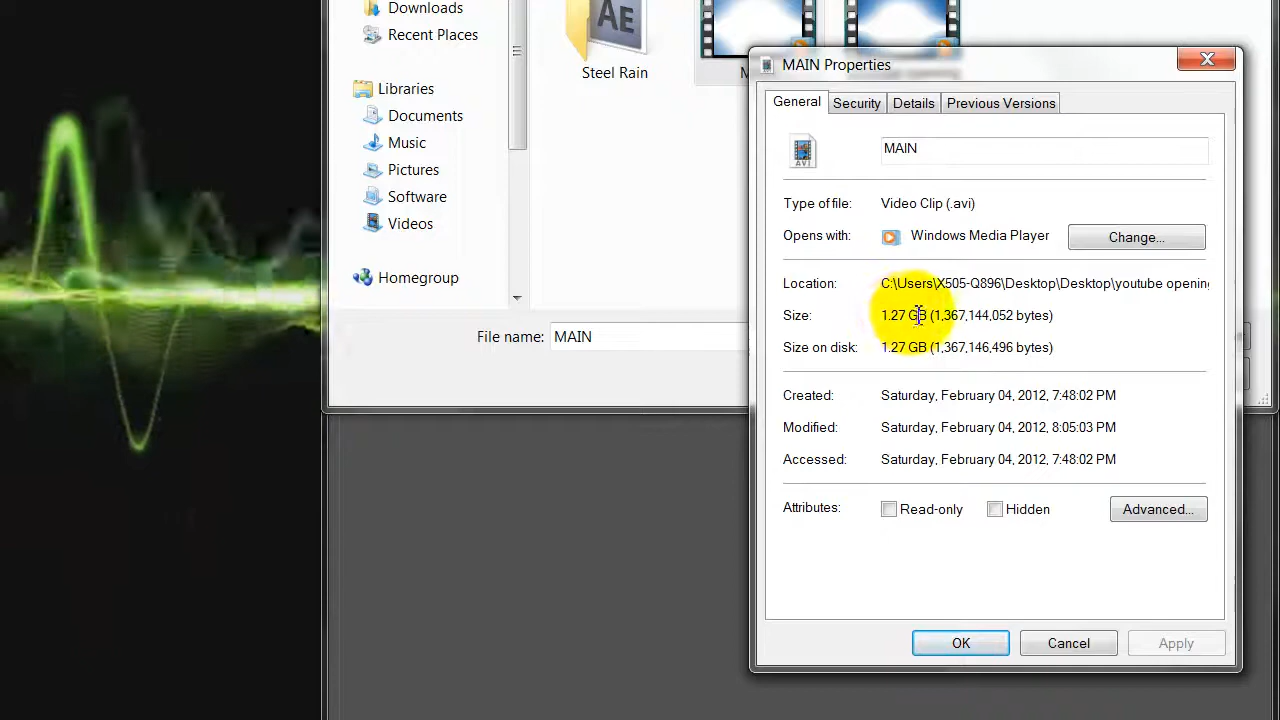 Downloads
Recent Places
Libraries
Documents
Music
Pictures
Software
Videos
Homegroup
Ae
Steel Rain
File name:
MAIN
MAIN Properties
General
Security
Details
Previous Versions
AVI
MAIN
Type of file:
Video Clip (.avi)
Opens with:
Windows Media Player
Change...
Location:
C:\Users\X505-Q896\Desktop\Desktop\youtube opening
Size:
1.27 GB (1,367,144,052 bytes)
Size on disk:
1.27 GB (1,367,146,496 bytes)
Created:
Saturday, February 04, 2012, 7:48:02 PM
Modified:
Saturday, February 04, 2012, 8:05:03 PM
Accessed:
Saturday, February 04, 2012, 7:48:02 PM
Attributes:
Read-only
Hidden
Advanced...
OK
Cancel
Apply